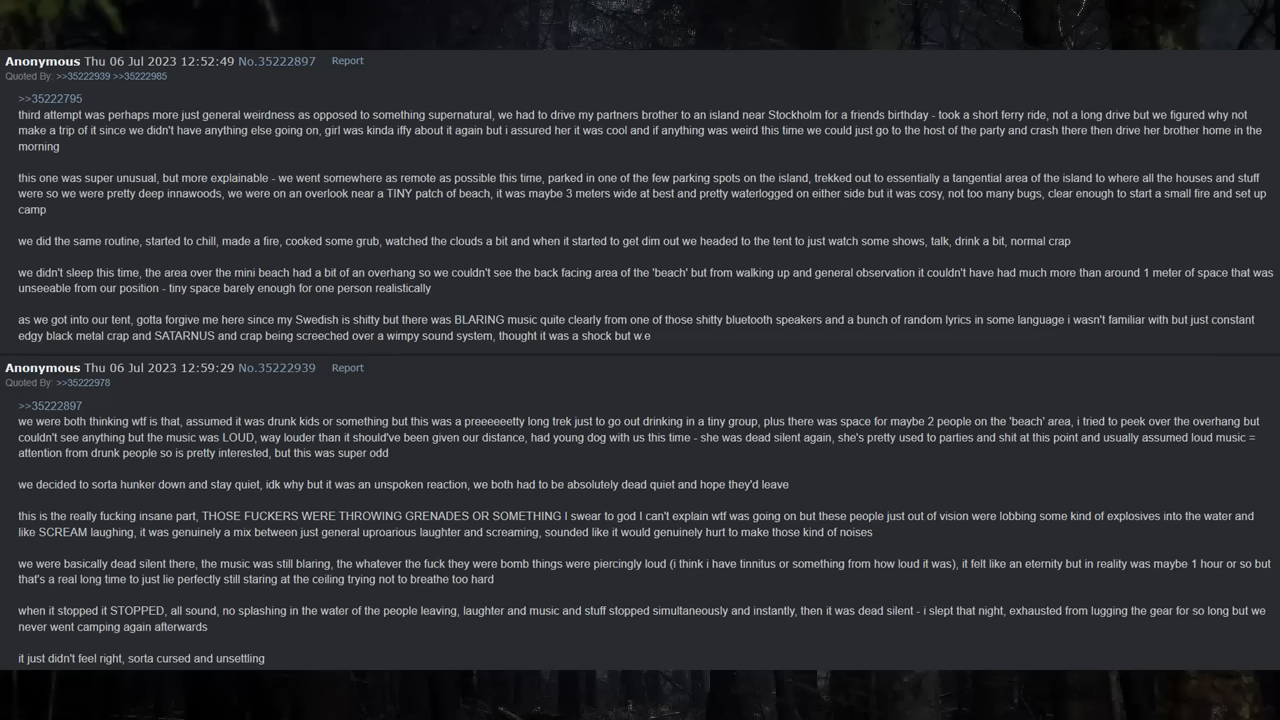 Anonymous Thu 06 Jul 2023 12:52:49 No.35222897 Report
Quoted By: >>35222939 >>35222985
>>35222795
third attempt was perhaps more just general weirdness as opposed to something supernatural, we had to drive my partners brother to an island near Stockholm for a friends birthday - took a short ferry ride, not a long drive but we figured why not
make a trip of it since we didn't have anything else going on, girl was kinda iffy about it again but i assured her it was cool and if anything was weird this time we could just go to the host of the party and crash there then drive her brother home in the
morning
this one was super unusual, but more explainable - we went somewhere as remote as possible this time, parked in one of the few parking spots on the island, trekked out to essentially a tangential area of the island to where all the houses and stuff
were so we were pretty deep innawoods, we were on an overlook near a TINY patch of beach, it was maybe 3 meters wide at best and pretty waterlogged on either side but it was cosy, not too many bugs, clear enough to start a small fire and set up
camp
we did the same routine, started to chill, made a fire, cooked some grub, watched the clouds a bit and when it started to get dim out we headed to the tent to just watch some shows, talk, drink a bit, normal crap
we didn't sleep this time, the area over the mini beach had a bit of an overhang so we couldn't see the back facing area of the 'beach' but from walking up and general observation it couldn't have had much more than around 1 meter of space that was
unseeable from our position - tiny space barely enough for one person realistically
as we got into our tent, gotta forgive me here since my Swedish is shitty but there was BLARING music quite clearly from one of those shitty bluetooth speakers and a bunch of random lyrics in some language i wasn't familiar with but just constant
edgy black metal crap and SATARNUS and crap being screeched over a wimpy sound system, thought it was a shock but w.e
Anonymous Thu 06 Jul 2023 12:59:29 No.35222939 Report
Quoted By: >>35222978
>>35222897
we were both thinking wtf is that, assumed it was drunk kids or something but this was a preeeeeetty long trek just to go out drinking in a tiny group, plus there was space for maybe 2 people on the 'beach' area, i tried to peek over the overhang but
couldn't see anything but the music was LOUD, way louder than it should've been given our distance, had young dog with us this time - she was dead silent again, she's pretty used to parties and shit at this point and usually assumed loud music =
attention from drunk people so is pretty interested, but this was super odd
we decided to sorta hunker down and stay quiet, idk why but it was an unspoken reaction, we both had to be absolutely dead quiet and hope they'd leave
this is the really fucking insane part, THOSE FUCKERS WERE THROWING GRENADES OR SOMETHING I swear to god I can't explain wtf was going on but these people just out of vision were lobbing some kind of explosives into the water and
like SCREAM laughing, it was genuinely a mix between just general uproarious laughter and screaming, sounded like it would genuinely hurt to make those kind of noises
we were basically dead silent there, the music was still blaring, the whatever the fuck they were bomb things were piercingly loud (i think i have tinnitus or something from how loud it was), it felt like an eternity but in reality was maybe 1 hour or so but
that's a real long time to just lie perfectly still staring at the ceiling trying not to breathe too hard
when it stopped it STOPPED, all sound, no splashing in the water of the people leaving, laughter and music and stuff stopped simultaneously and instantly, then it was dead silent - i slept that night, exhausted from lugging the gear for so long but we
never went camping again afterwards
it just didn't feel right, sorta cursed and unsettling